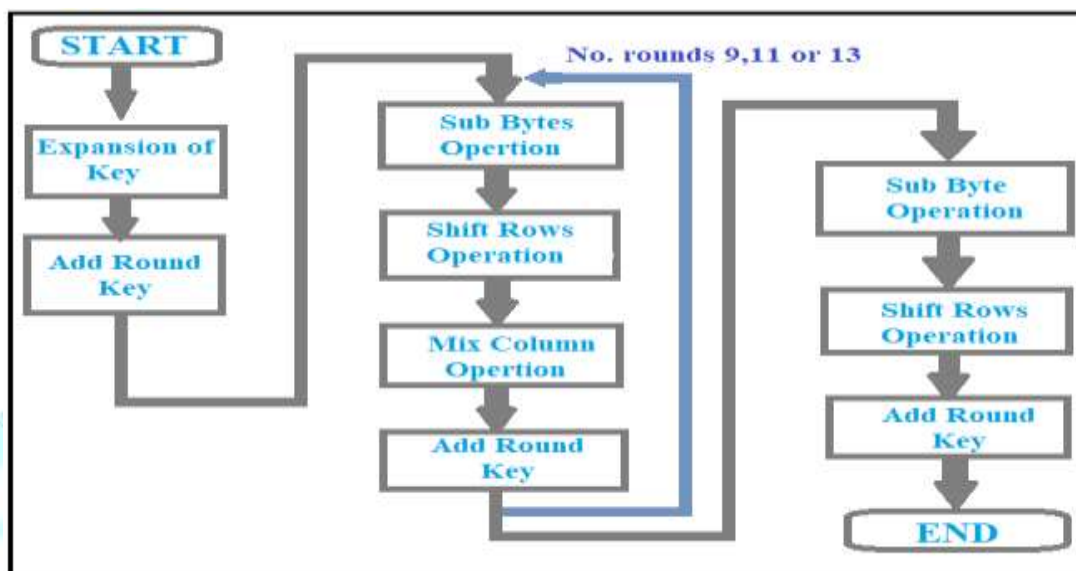 START
Expansion of
Key
Add Round
Key
No. rounds 9,11 or 13
Sub Bytes
Opertion
Shift Rows
Operation
Mix Column
Opertion
Add Round
Key
Sub Byte
Operation
Shift Rows
Operation
Add Round
Key
END